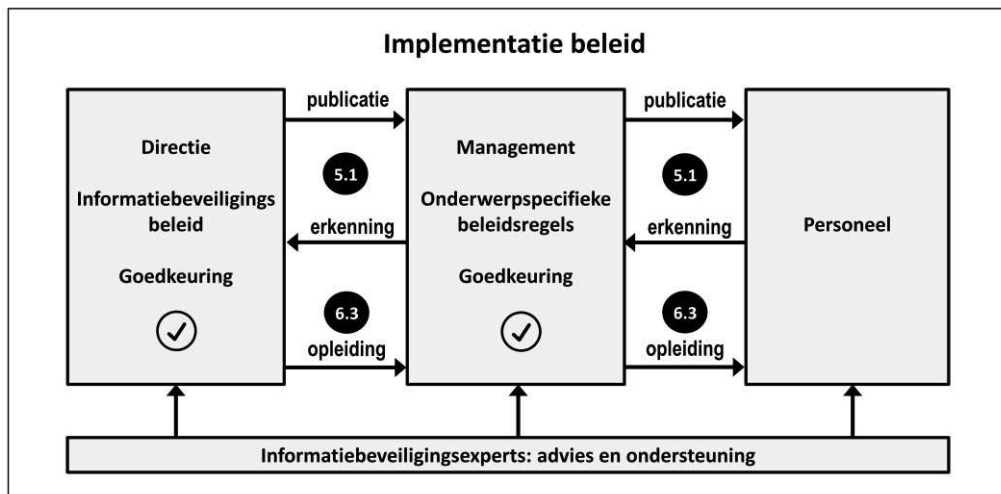 Implementatie beleid
Directie
Informatiebeveiligings
beleid
Goedkeuring
publicatie
5.1
erkenning
6.3
opleiding
Management
Onderwerpspecifieke
beleidsregels
Goedkeuring
publicatie
5.1
erkenning
6.3
opleiding
Personeel
Informatiebeveiligingsexperts: advies en ondersteuning